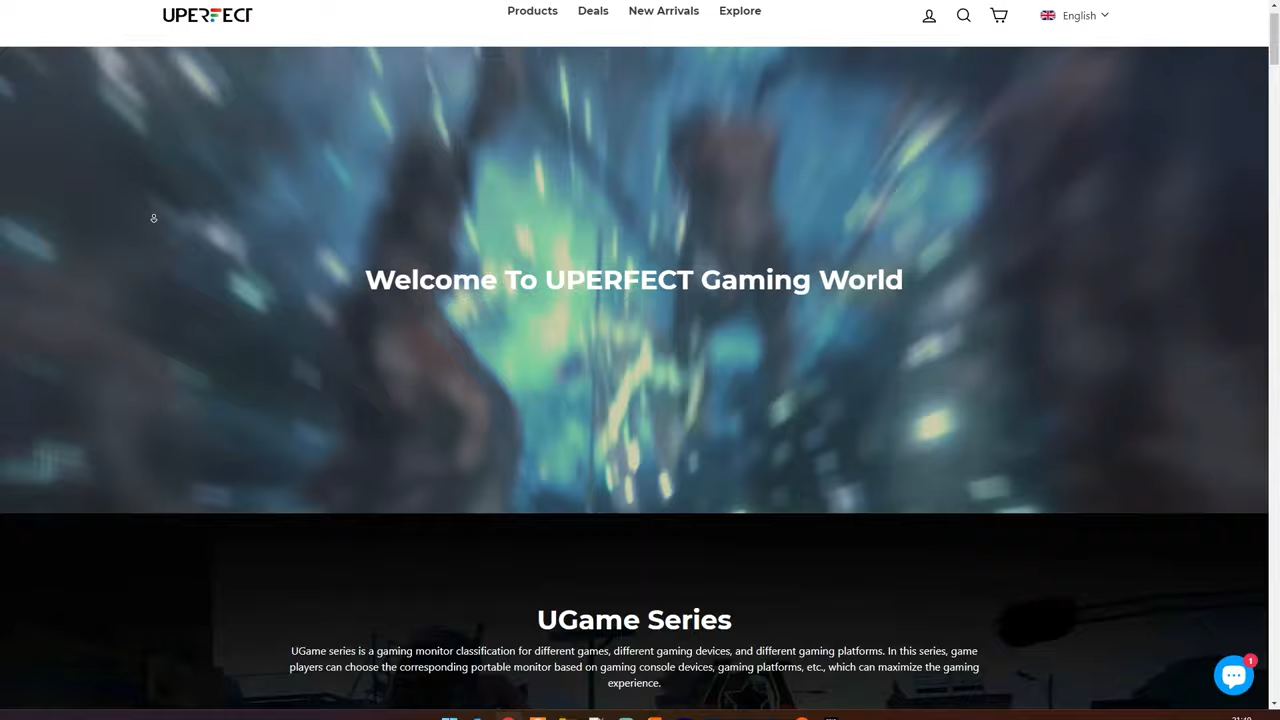 UPERFECT
Products Deals New Arrivals Explore English
Welcome To UPERFECT Gaming World
UGame Series
UGame series is a gaming monitor classification for different games, different gaming devices, and different gaming platforms. In this series, game
players can choose the corresponding portable monitor based on gaming console devices, gaming platforms, etc., which can maximize the gaming
experience.
1